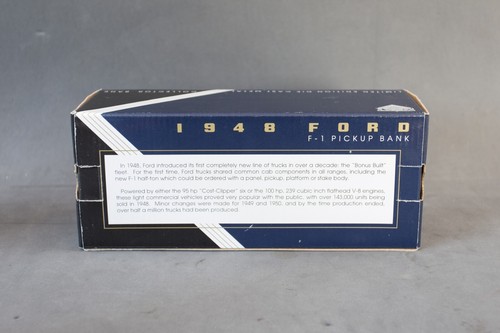 1948 FORD
F-1 PICKUP BANK
In 1948, Ford introduced its first completely new line of trucks in over a decade: the "Bonus Built"
fleet. For the first time, Ford trucks shared common cab components in all ranges, including the
new F-1 half ton which could be ordered with a panel, pickup, platform or stake body.
Powered by either the 95 hp "Cost-Clipper" six or the 100 hp, 239 cubic inch flathead V-8 engines,
these light commercial vehicles proved very popular with the public, with over 143,000 units being
sold in 1948. Minor changes were made for 1949 and 1950, and by the time production ended,
over half a million trucks had been produced.